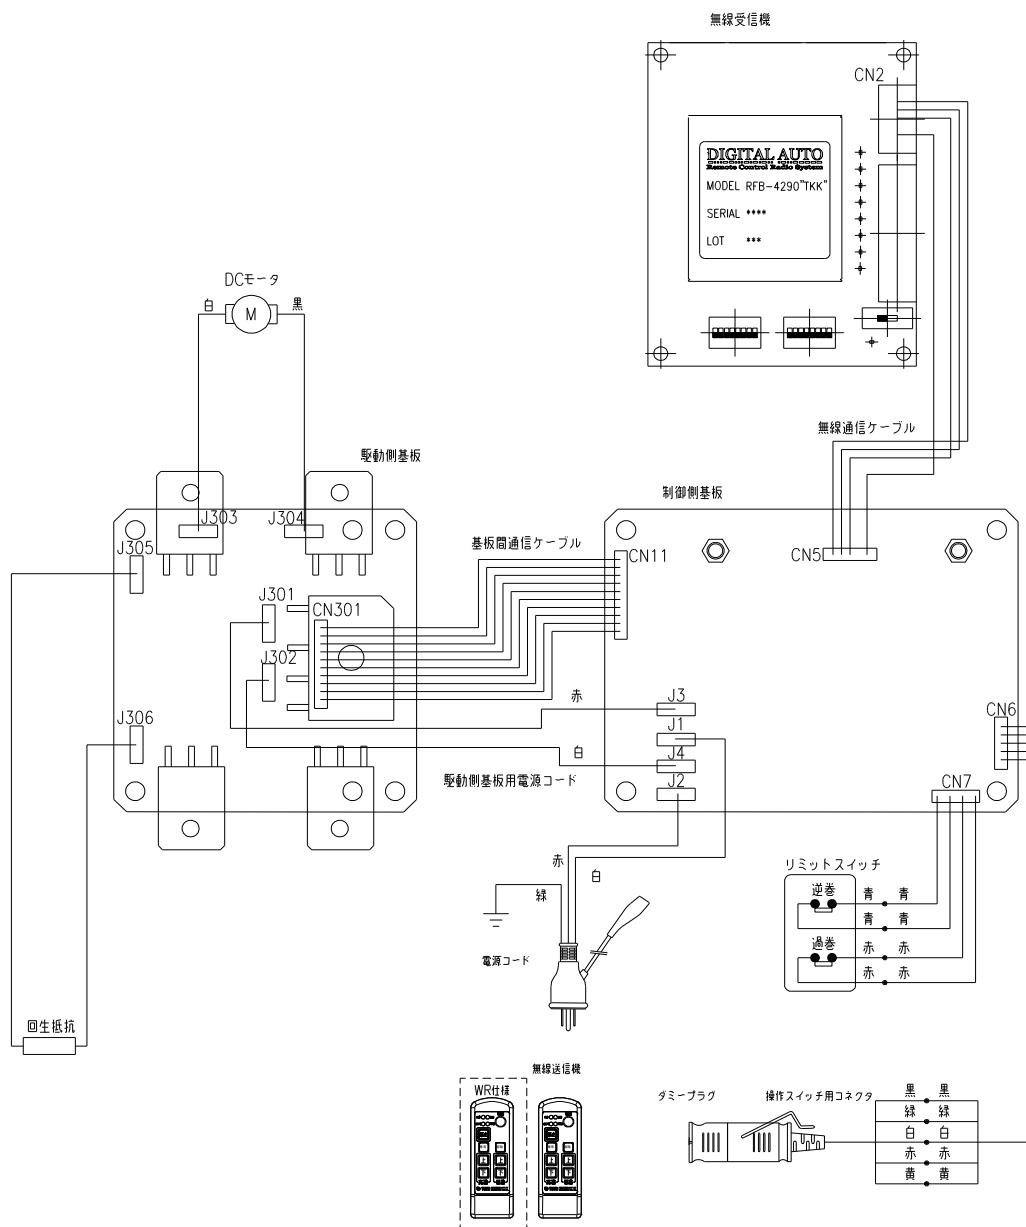 無線受信機
CN2
DIGITAL AUTO
Remote Control Radio System
MODEL RFB-4290"TKK"
SERIAL ****
LOT ***
DCモータ
白
黒
M
無線通信ケーブル
駆動側基板
制御側基板
J303
J304
J305
基板間通信ケーブル
CN11
CN5
J301
CN301
J302
赤
J3
J306
J1
CN6
白
J4
駆動側基板用電源コード
J2
CN7
赤
白
緑
電源コード
リミットスイッチ
逆巻
青 青
青 青
過巻
赤 赤
赤 赤
回生抵抗
無線送信機
WR仕様
ダミープラグ
操作スイッチ用コネクタ
黒 黒
緑 緑
白 白
赤 赤
黄 黄